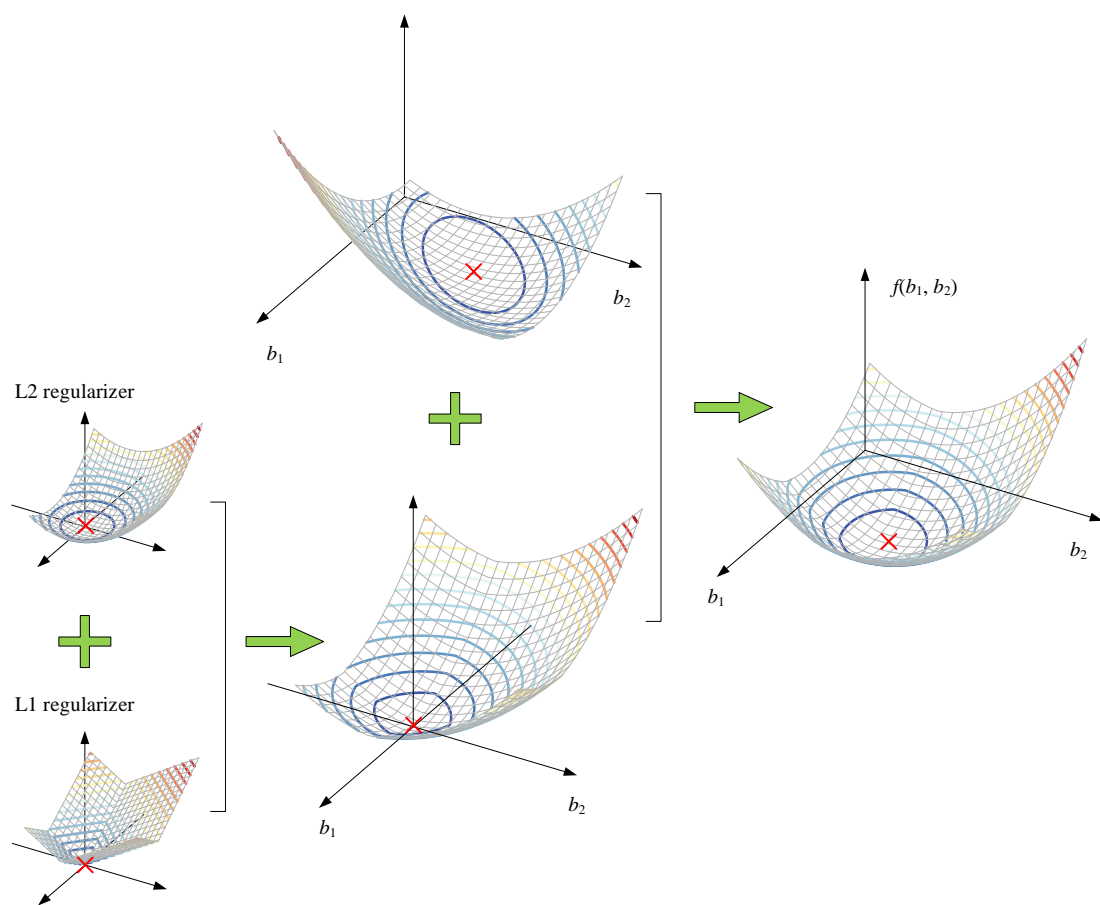 b₂
b₁
f(b₁, b₂)
L2 regularizer
b₂
b₁
L1 regularizer
b₂
b₁